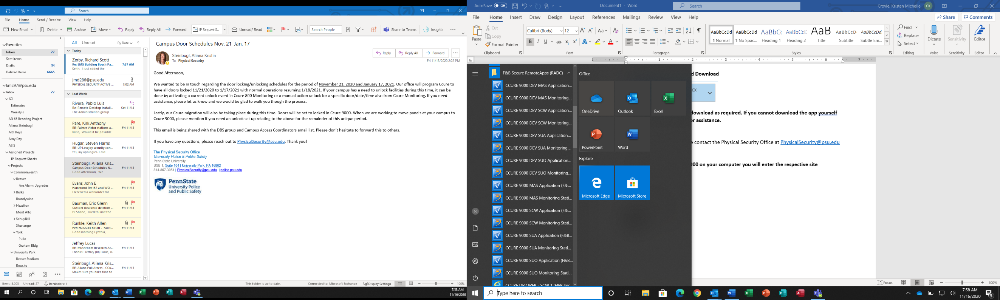 Search
File Home Send / Receive View Help
New Email Delete Archive Move Reply Reply All Forward IP Request S... Unread/ Read Search People Share to Teams Insights
Favorites
Inbox 27
Sent Items
Drafts [9]
Deleted Items 6665
kmc97@psu.edu
Inbox 27
JCI
Estimates
Weekly's
AD 65 Recoring Project
Aliana Steinbugl
ARF Keys
Amy Day
ASIS
Assigned Projects
IP Request Sheets
Projects
Commonwealth
Beaver
Fire Alarm Upgrades
Berks
Brandywine
Hazelton
Mont Alto
Schuylkill
Shenango
York
Pullo
Graham Bldg
University Park
Beaver Stadium
Boucke
All Unread By Date
Today
Zerby, Richard Scott
Re: EMS Building Bosch Pa... 7:37 AM
Keith, I just added the
jmd286@psu.edu
PHYSICAL SECURITY ACTIVE ... 7:02 AM
Last Week
Rivera, Pablo Luis
Re: Remote Desktop install... Sat 11/14
The Administration group
Pare, Kirk Anthony
RE: Palmer Victor stations a... Fri 11/13
Katie, Would it be possible
Hugar, Steven Harris
RE: UP Lovejoy security con... Fri 11/13
Yes, my apologies. I did
Steinbugl, Aliana Kris...
Campus Door Schedules N... Fri 11/13
Good Afternoon, We
Evans, John E
Hammond Rm157 and WO ... Fri 11/13
I received a workorder for
Bauman, Eric Glenn
Custom clearance deletion ... Fri 11/13
Hi Shane, Tried to limit the
Runkle, Keith Allen
FW: H222244 Bosch - Fail t... Fri 11/13
Good morning Cynthia,
Jeffrey Lucas
RE: Mushroom Research Ac... Fri 11/13
Thanks! Jeffrey (JR) Lucas, Jr.
Steinbugl, Aliana Kris...
RE: Aliana Full Access - CCu... Fri 11/13
Makes sure you take time to
Campus Door Schedules Nov. 21-Jan. 17
Steinbugl, Aliana Kristin
To Physical Security
Reply Reply All Forward
Fri 11/13/2020 2:22 PM
Good Afternoon,
We wanted to be in touch regarding the door locking/unlocking schedules for the period of November 21, 2020 and January 17, 2021. Our office will program Ccure to
have all doors locked 11/21/2020 to 1/17/2021 with normal operations resuming 1/18/2021. If your campus has a need to unlock facilities during this time, it can be
done by activating a current unlock event in Ccure 800 Monitoring or a manual action unlock for a specific door/date/time also from Ccure Monitoring. If you need
assistance, please let us know and we would be glad to walk you though the process.
Lastly, our Ccure migration will also be taking place during this time. Doors will be set to locked in Ccure 9000. When we are working to move panels at your campus to
Ccure 9000, please mention if you need an unlock set up relating to the above for the remainder of this unique period.
This email is being shared with the DBS group and Campus Access Coordinators email list. Please don't hesitate to forward this to others.
If you have any questions, please reach out to PhysicalSecurity@psu.edu. Thank you!
The Physical Security Office
University Police & Public Safety
Penn State University
USB 1, Suite 104 | University Park, PA 16802
814-867-3051 | PhysicalSecurity@psu.edu | police.psu.edu
PennState
University Police
and Public Safety
Items: 5,203 Unread: 27 Reminders: 1 This folder is up to date. Connected to: Microsoft Exchange Display Settings 100%
7:58 AM
11/16/2020
AutoSave Off Document1 - Word Search Croyle, Kristen Michelle CK
File Home Insert Draw Design Layout References Mailings Review View Help Share Comments
Paste Cut Copy Format Painter
Clipboard
Calibri (Body) 12
Font
Paragraph
AaBbCcDd AaBbCcDd AaBbCc AaBbCcC AaB AaBbCcD AaBbCcDd
Normal No Spac... Heading 1 Heading 2 Title Subtitle Subtle Em...
Styles
Find Replace Select
Editing
Dictate
Voice
Sensitivity
Sensitivity
Editor
Editor
1 1 2 3 4 5 6 7
F&B Secure RemoteApps (RADC)
CCURE 9000 DEV MAS Application...
CCURE 9000 DEV MAS Monitoring...
CCURE 9000 DEV SCW Application...
CCURE 9000 DEV SCW Monitoring...
CCURE 9000 DEV SUA Application...
CCURE 9000 DEV SUA Monitoring...
CCURE 9000 DEV SUO Application...
CCURE 9000 DEV SUO Monitoring...
CCURE 9000 MAS Application (F&...
CCURE 9000 MAS Monitoring Stati...
CCURE 9000 SCW Application (F&...
CCURE 9000 SCW Monitoring Stati...
CCURE 9000 SUA Application (F&B...
CCURE 9000 SUA Monitoring Stati...
CCURE 9000 SUO Application (F&B...
CCURE 9000 SUO Monitoring Stati...
CCURE DEV WEB - SCW 1 (F&B Sec...
Office
OneDrive Outlook Excel
PowerPoint Word
Explore
Microsoft Edge Microsoft Store
d Download
CX
download as required. If you cannot download the app yourself
or assistance.
e contact the Physical Security Office at PhysicalSecurity@psu.edu
000 on your computer you will enter the respective site
Focus 100%
Type here to search
7:58 AM
11/16/2020
5